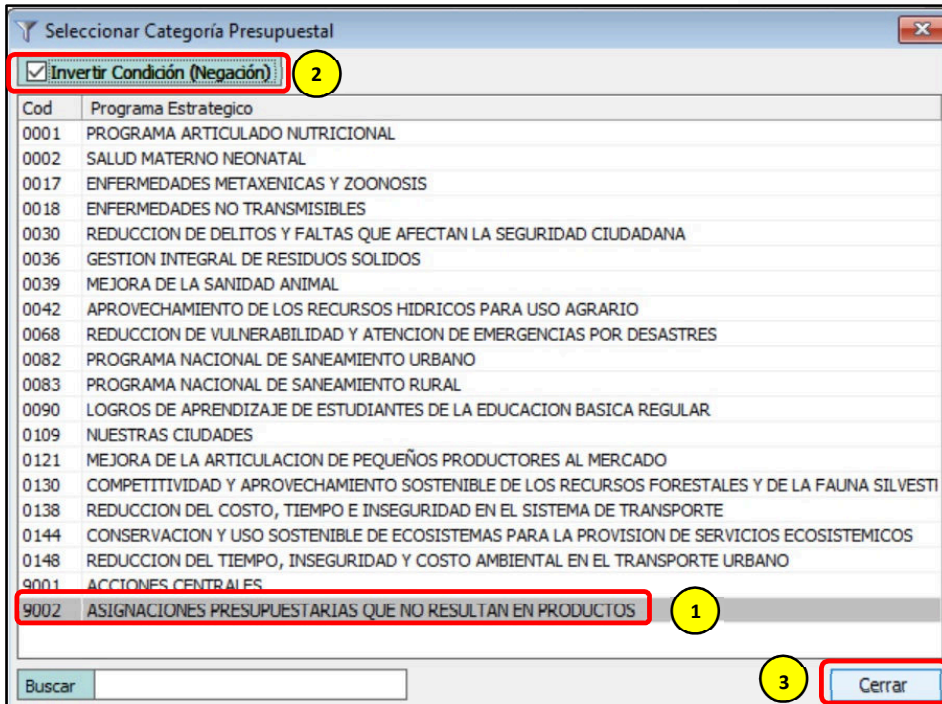 Seleccionar Categoría Presupuestal
Invertir Condición (Negación)
2
Cod Programa Estrategico
0001 PROGRAMA ARTICULADO NUTRICIONAL
0002 SALUD MATERNO NEONATAL
0017 ENFERMEDADES METAXENICAS Y ZOONOSIS
0018 ENFERMEDADES NO TRANSMISIBLES
0030 REDUCCION DE DELITOS Y FALTAS QUE AFECTAN LA SEGURIDAD CIUDADANA
0036 GESTION INTEGRAL DE RESIDUOS SOLIDOS
0039 MEJORA DE LA SANIDAD ANIMAL
0042 APROVECHAMIENTO DE LOS RECURSOS HIDRICOS PARA USO AGRARIO
0068 REDUCCION DE VULNERABILIDAD Y ATENCION DE EMERGENCIAS POR DESASTRES
0082 PROGRAMA NACIONAL DE SANEAMIENTO URBANO
0083 PROGRAMA NACIONAL DE SANEAMIENTO RURAL
0090 LOGROS DE APRENDIZAJE DE ESTUDIANTES DE LA EDUCACION BASICA REGULAR
0109 NUESTRAS CIUDADES
0121 MEJORA DE LA ARTICULACION DE PEQUEÑOS PRODUCTORES AL MERCADO
0130 COMPETITIVIDAD Y APROVECHAMIENTO SOSTENIBLE DE LOS RECURSOS FORESTALES Y DE LA FAUNA SILVESTI
0138 REDUCCION DEL COSTO, TIEMPO E INSEGURIDAD EN EL SISTEMA DE TRANSPORTE
0144 CONSERVACION Y USO SOSTENIBLE DE ECOSISTEMAS PARA LA PROVISION DE SERVICIOS ECOSISTEMICOS
0148 REDUCCION DEL TIEMPO, INSEGURIDAD Y COSTO AMBIENTAL EN EL TRANSPORTE URBANO
9001 ACCIONES CENTRALES
9002 ASIGNACIONES PRESUPUESTARIAS QUE NO RESULTAN EN PRODUCTOS
1
Buscar
3
Cerrar